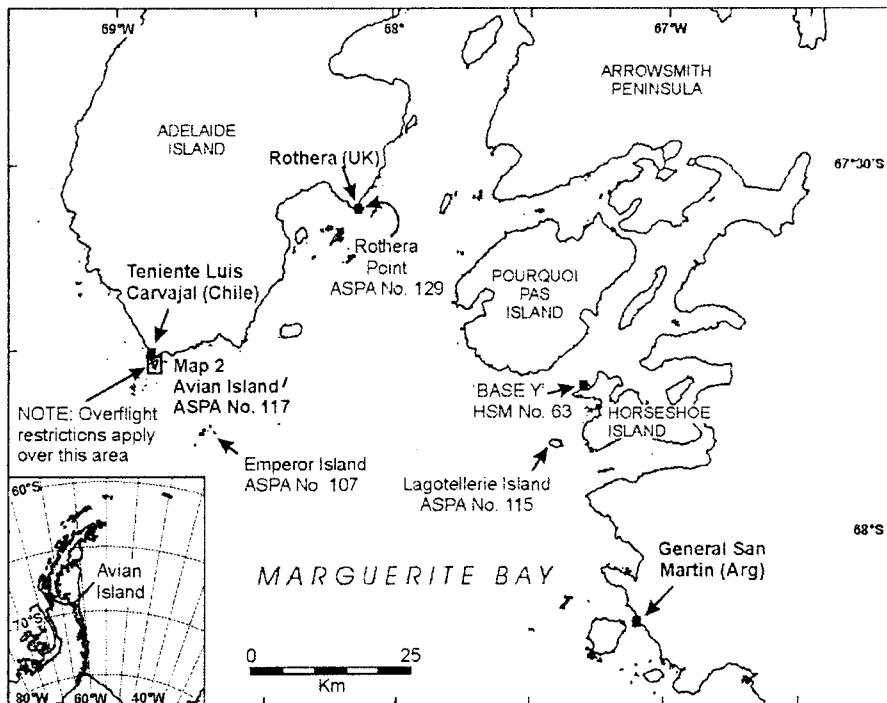 69°W
68°
67°W
ARROWSMITH
PENINSULA
ADELAIDE
ISLAND
Rothera (UK)
67°30'S
Rothera
Point
ASPA No. 129
POURQUOI
PAS
ISLAND
Teniente Luis
Carvajal (Chile)
Map 2
Avian Island
ASPA No. 117
NOTE: Overflight
restrictions apply
over this area
'BASE Y'
HSM No. 63
HORSESHOE
ISLAND
Emperor Island
ASPA No 107
Lagotellerie Island
ASPA No. 115
68°S
General San
Martin (Arg)
MARGUERITE BAY
0 25
Km
60°S
Avian
Island
70°S
80°W 60°W 40°W